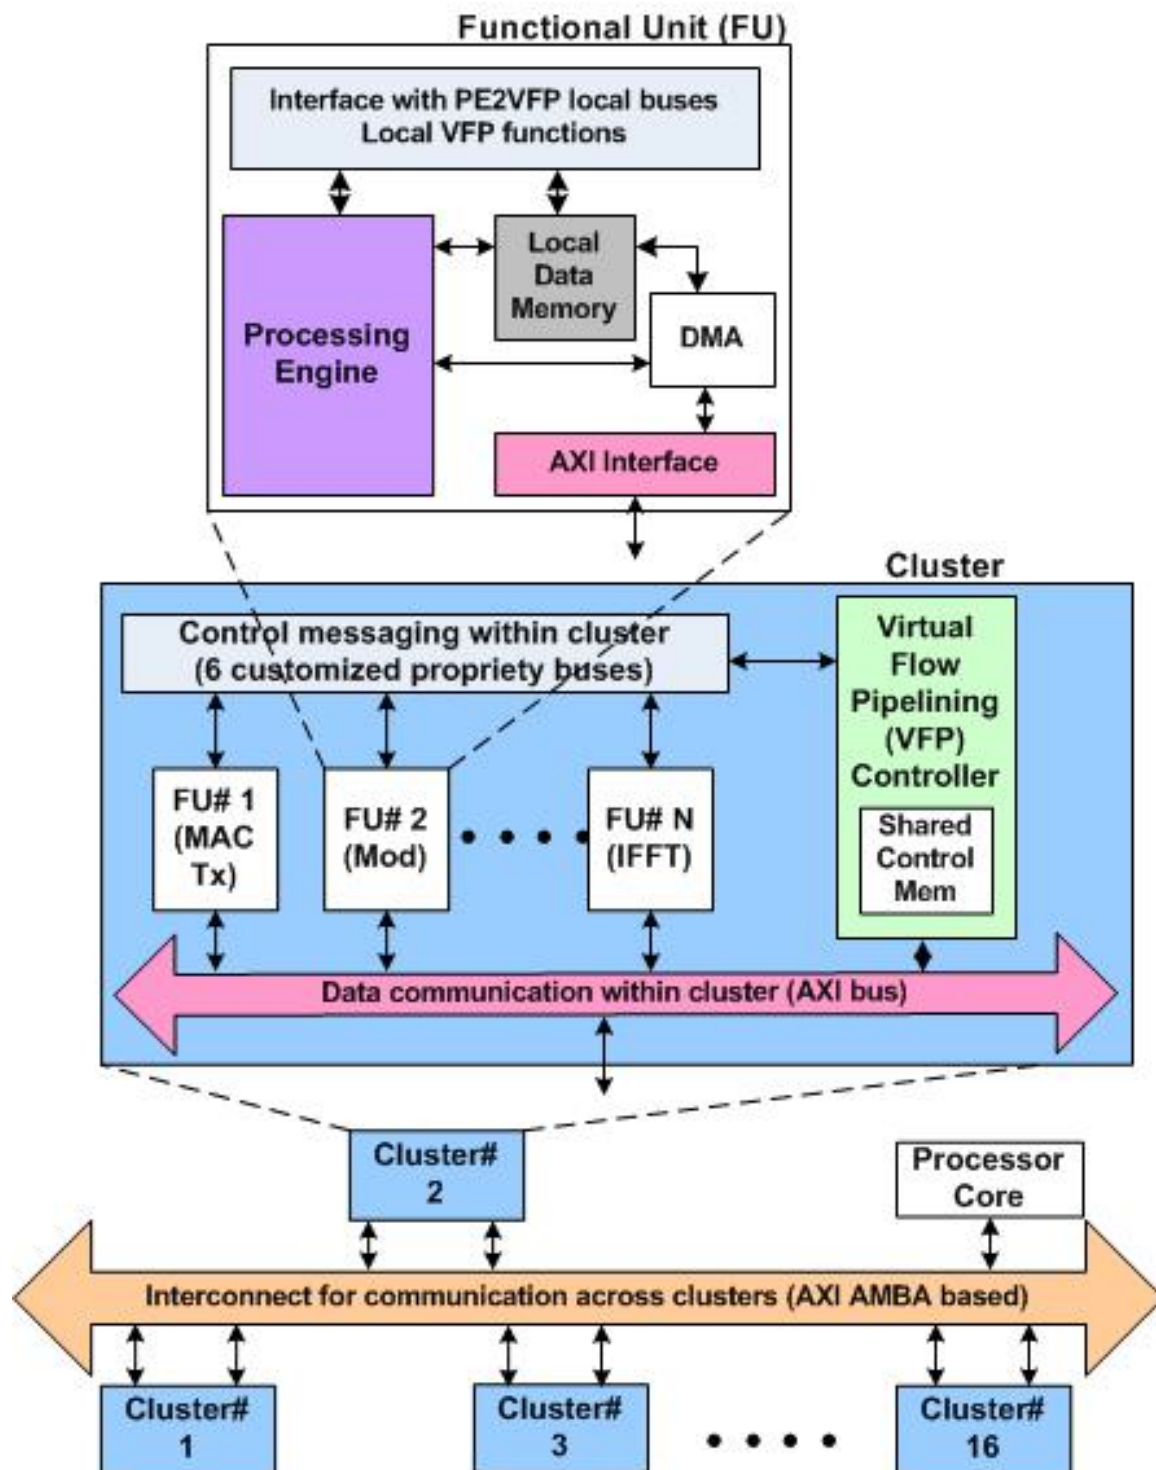 Functional Unit (FU)
Interface with PE2VFP local buses
Local VFP functions
Processing
Engine
Local
Data
Memory
DMA
AXI Interface
Cluster
Control messaging within cluster
(6 customized propriety buses)
Virtual
Flow
Pipelining
(VFP)
Controller
Shared
Control
Mem
FU# 1
(MAC
Tx)
FU# 2
(Mod)
FU# N
(IFFT)
Data communication within cluster (AXI bus)
Cluster#
2
Processor
Core
Interconnect for communication across clusters (AXI AMBA based)
Cluster#
1
Cluster#
3
Cluster#
16